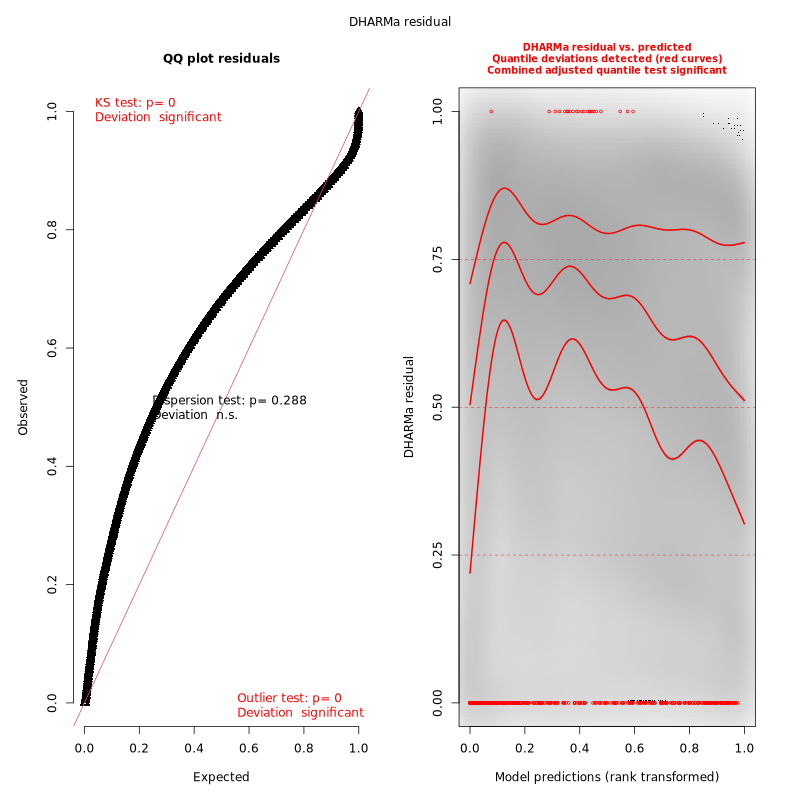 DHARMa residual
QQ plot residuals
KS test: p= 0
Deviation  significant
Dispersion test: p= 0.288
Deviation  n.s.
Outlier test: p= 0
Deviation  significant
0.0
0.2
0.4
0.6
0.8
1.0
Observed
0.0
0.2
0.4
0.6
0.8
1.0
Expected
DHARMa residual vs. predicted
Quantile deviations detected (red curves)
Combined adjusted quantile test significant
0.00
0.25
0.50
0.75
1.00
DHARMa residual
0.0
0.2
0.4
0.6
0.8
1.0
Model predictions (rank transformed)